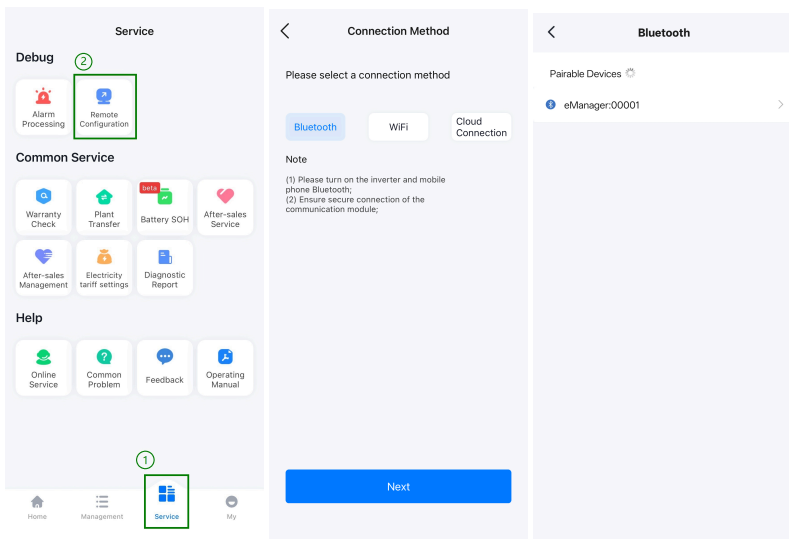 Service
Debug
②
Alarm
Processing
Remote
Configuration
Common Service
Warranty
Check
Plant
Transfer
beta
Battery SOH
After-sales
Service
After-sales
Management
Electricity
tariff settings
Diagnostic
Report
Help
Online
Service
Common
Problem
Feedback
Operating
Manual
①
Home
Management
Service
My
Connection Method
Please select a connection method
Bluetooth
WiFi
Cloud
Connection
Note
(1) Please turn on the inverter and mobile
phone Bluetooth;
(2) Ensure secure connection of the
communication module;
Next
Bluetooth
Pairable Devices
eManager:00001